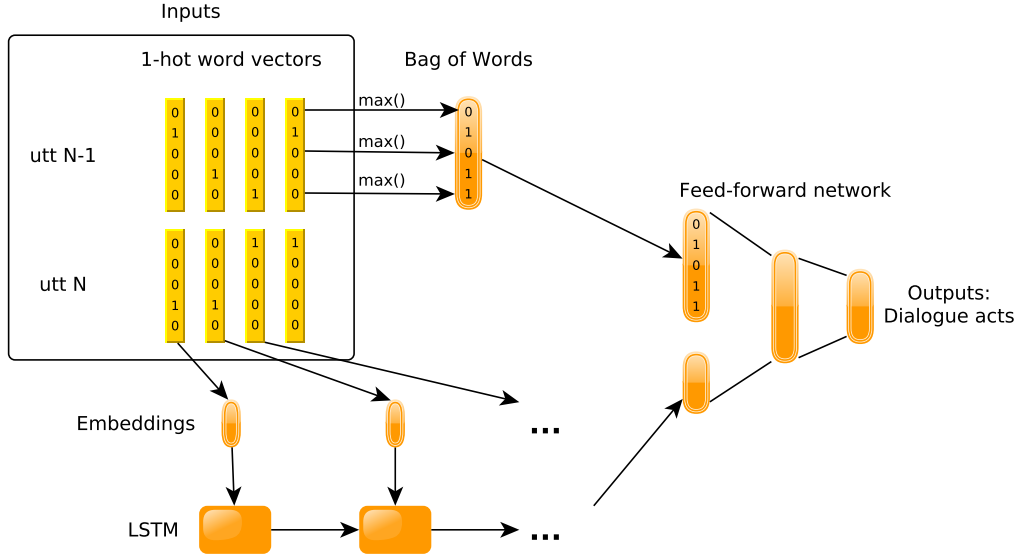 Inputs
1-hot word vectors
Bag of Words
utt N-1
0 0 0 0
1 0 0 1
0 0 0 0
0 1 0 0
0 0 1 0
max()
max()
max()
0
1
0
1
1
Feed-forward network
0
1
0
1
1
utt N
0 0 1 1
0 0 0 0
0 0 0 0
1 1 0 0
0 0 0 0
Outputs:
Dialogue acts
Embeddings
...
LSTM
...